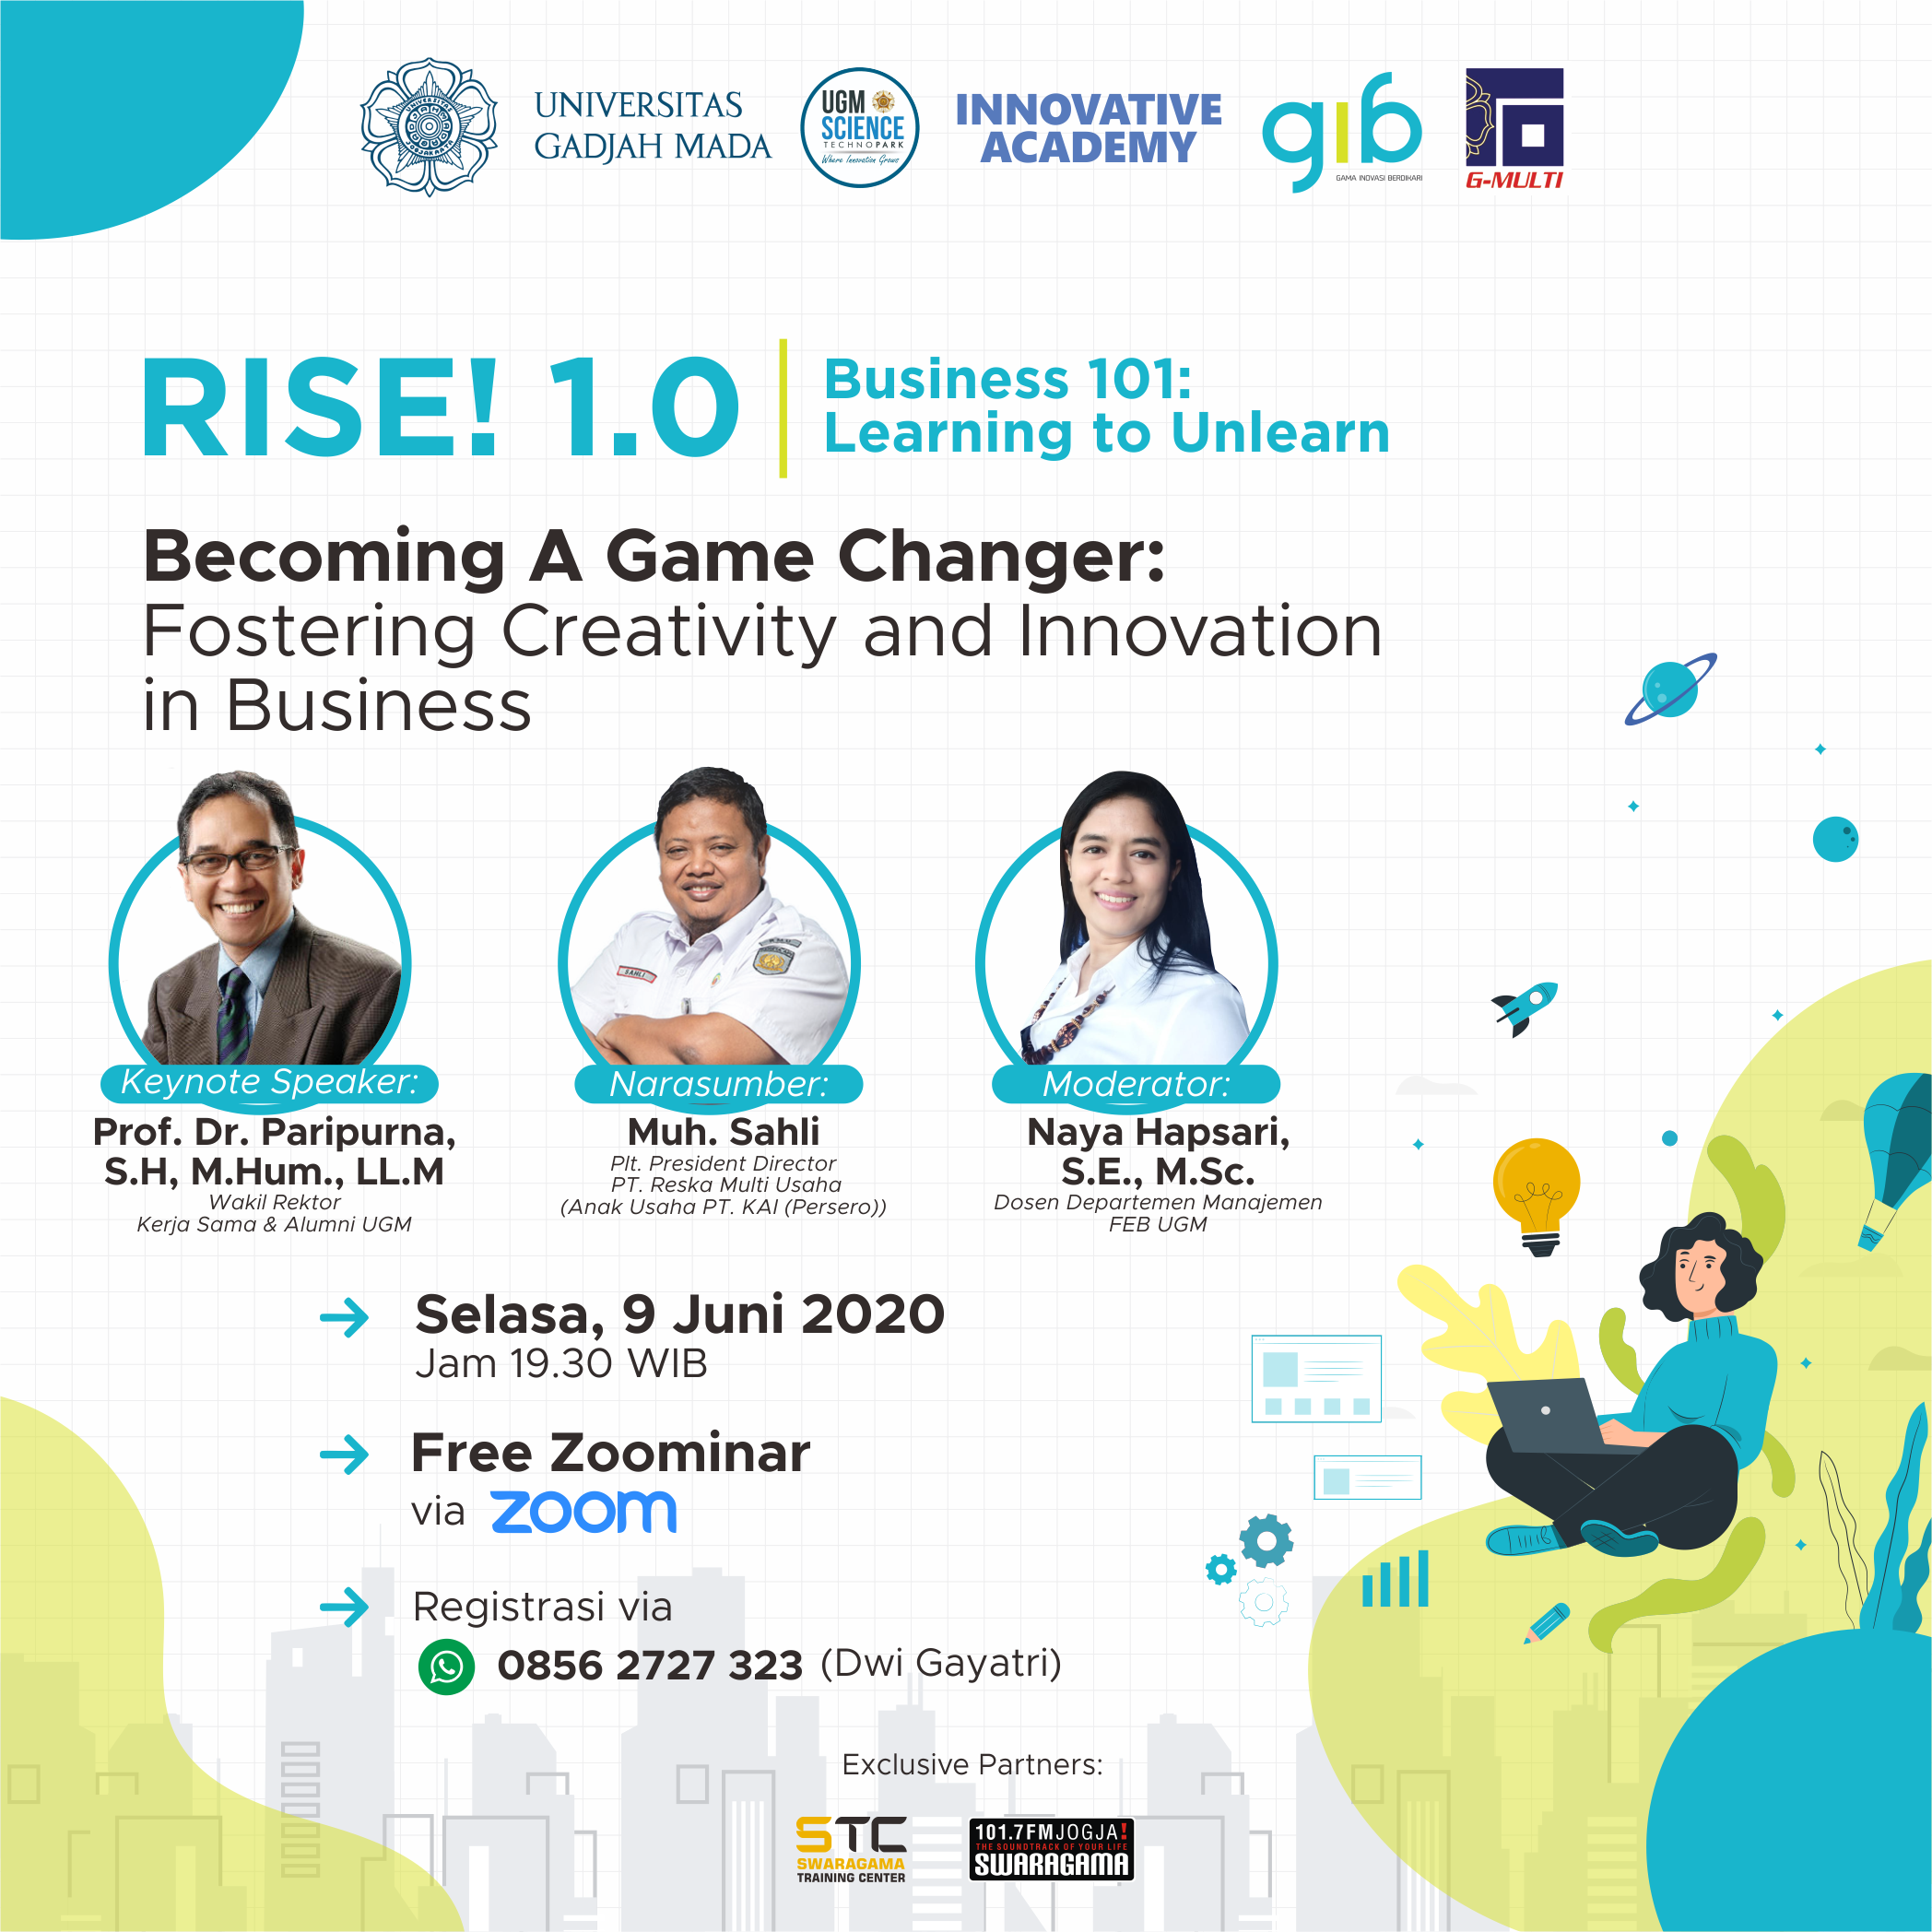 UNIVERSITAS
GADJAH MADA
UGM
SCIENCE
TECHNOPARK
Where Innovation Grows
INNOVATIVE
ACADEMY
gib
GAMA INOVASI BERDIKARI
G-MULTI
RISE! 1.0
Business 101:
Learning to Unlearn
Becoming A Game Changer:
Fostering Creativity and Innovation
in Business
SAHLI
Keynote Speaker:
Prof. Dr. Paripurna,
S.H, M.Hum., LL.M
Wakil Rektor
Kerja Sama & Alumni UGM
Narasumber:
Muh. Sahli
Plt. President Director
PT. Reska Multi Usaha
(Anak Usaha PT. KAI (Persero))
Moderator:
Naya Hapsari,
S.E., M.Sc.
Dosen Departemen Manajemen
FEB UGM
Selasa, 9 Juni 2020
Jam 19.30 WIB
Free Zoominar
via zoom
Registrasi via
0856 2727 323 (Dwi Gayatri)
Exclusive Partners:
STC
SWARAGAMA
TRAINING CENTER
101.7FMJOGJA!
THE SOUNDTRACK OF YOUR LIFE
SWARAGAMA